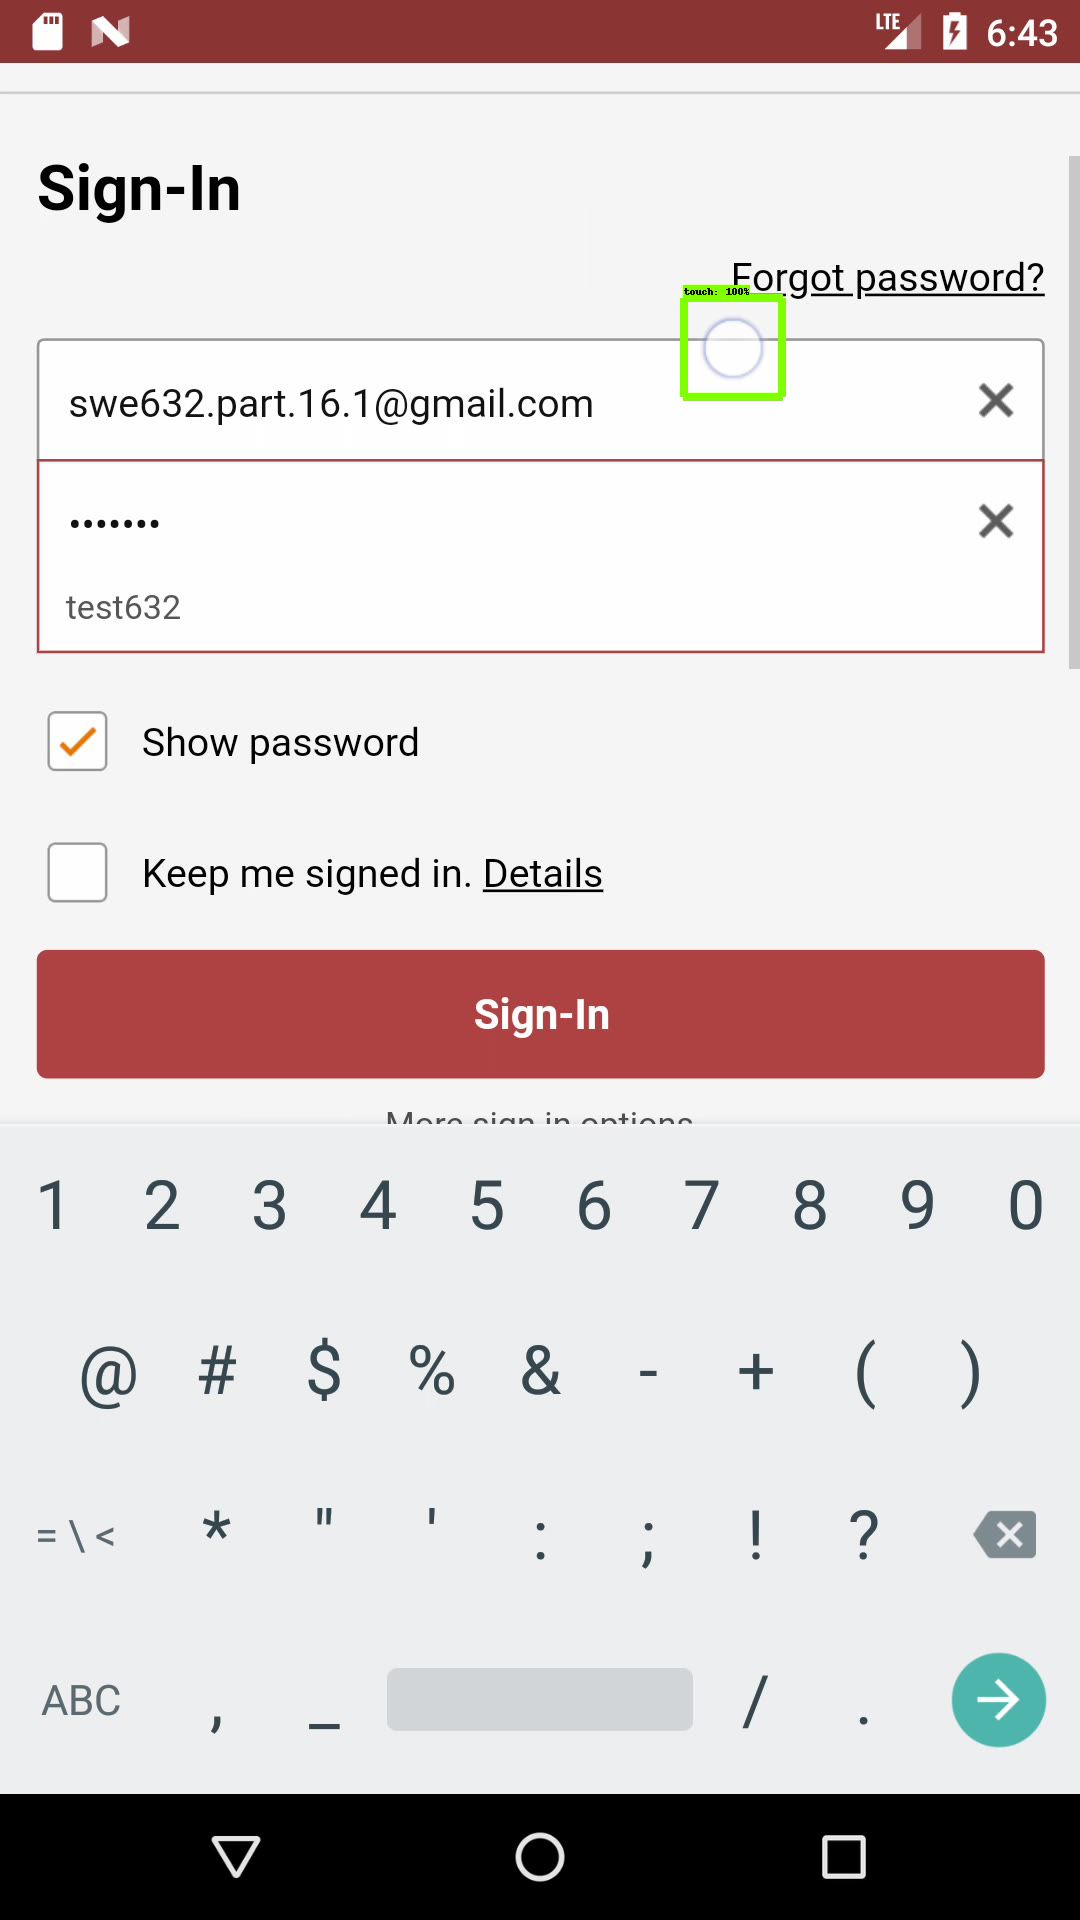 LTE 6:43
Sign-In
Forgot password?
touch: 100%
swe632.part.16.1@gmail.com
•••••••
test632
Show password
Keep me signed in. Details
Sign-In
More sign in options
1 2 3 4 5 6 7 8 9 0
@ # $ % & - + ( )
= \ < * " ' : ; ! ?
ABC , _ / .